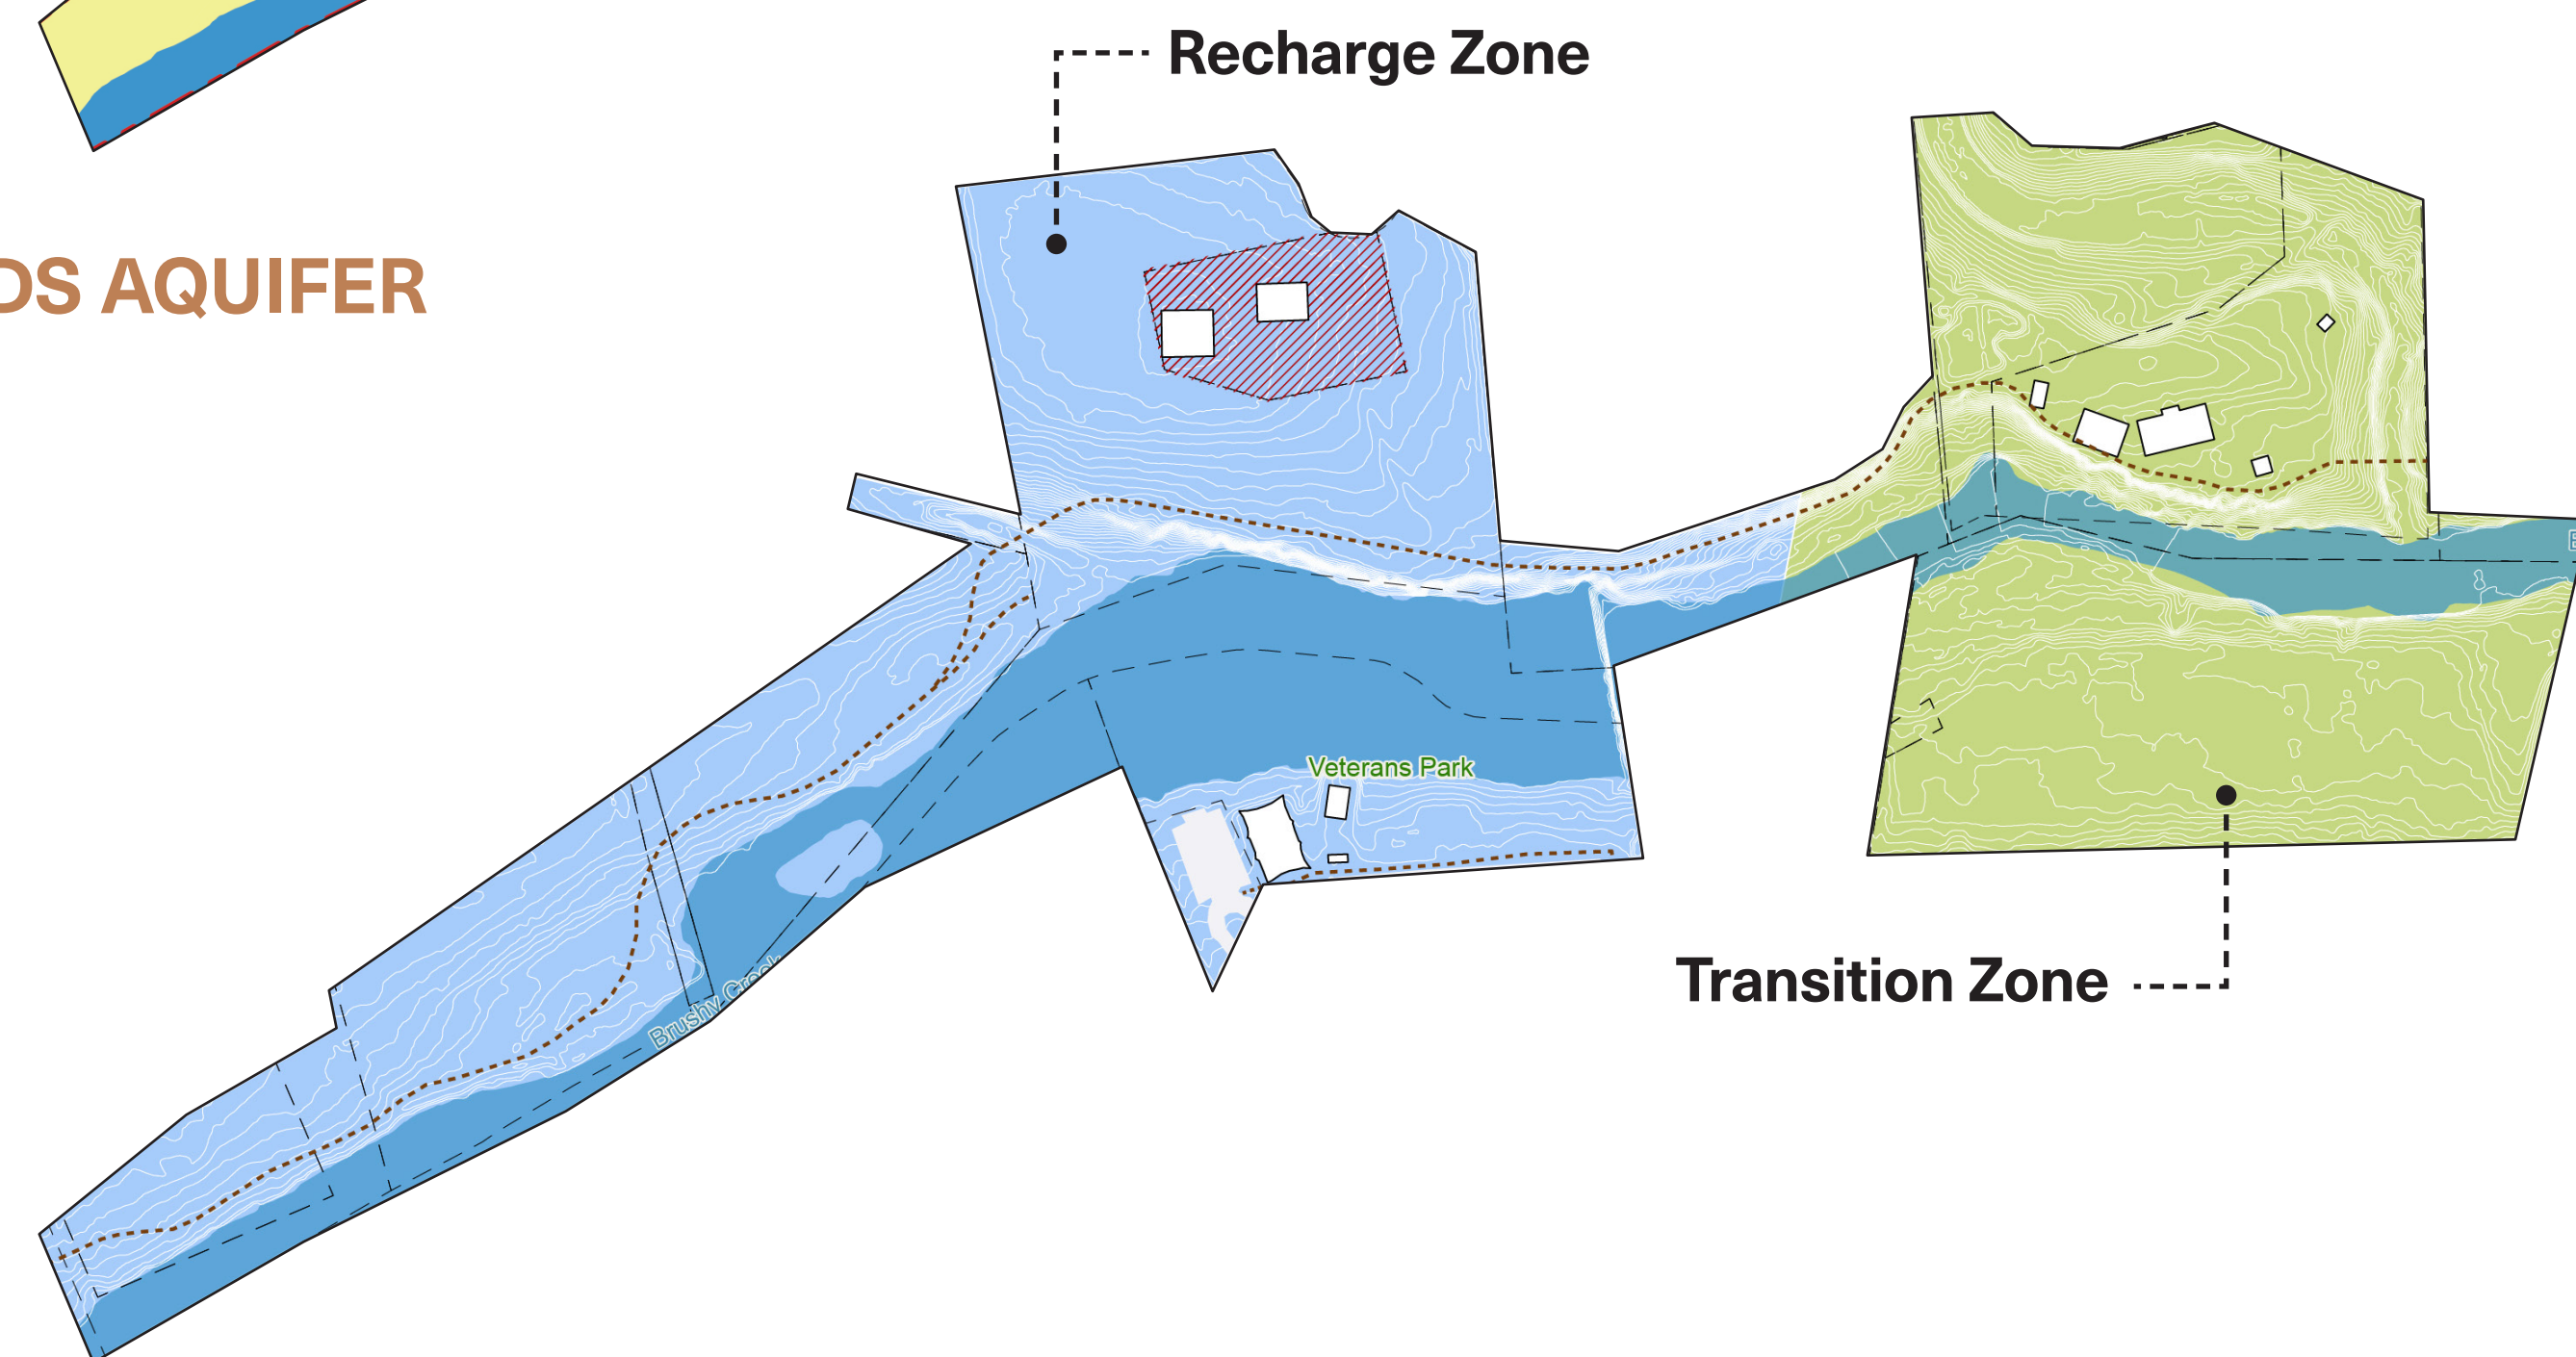 Recharge Zone
DS AQUIFER
Veterans Park
Transition Zone
Brushy Creek